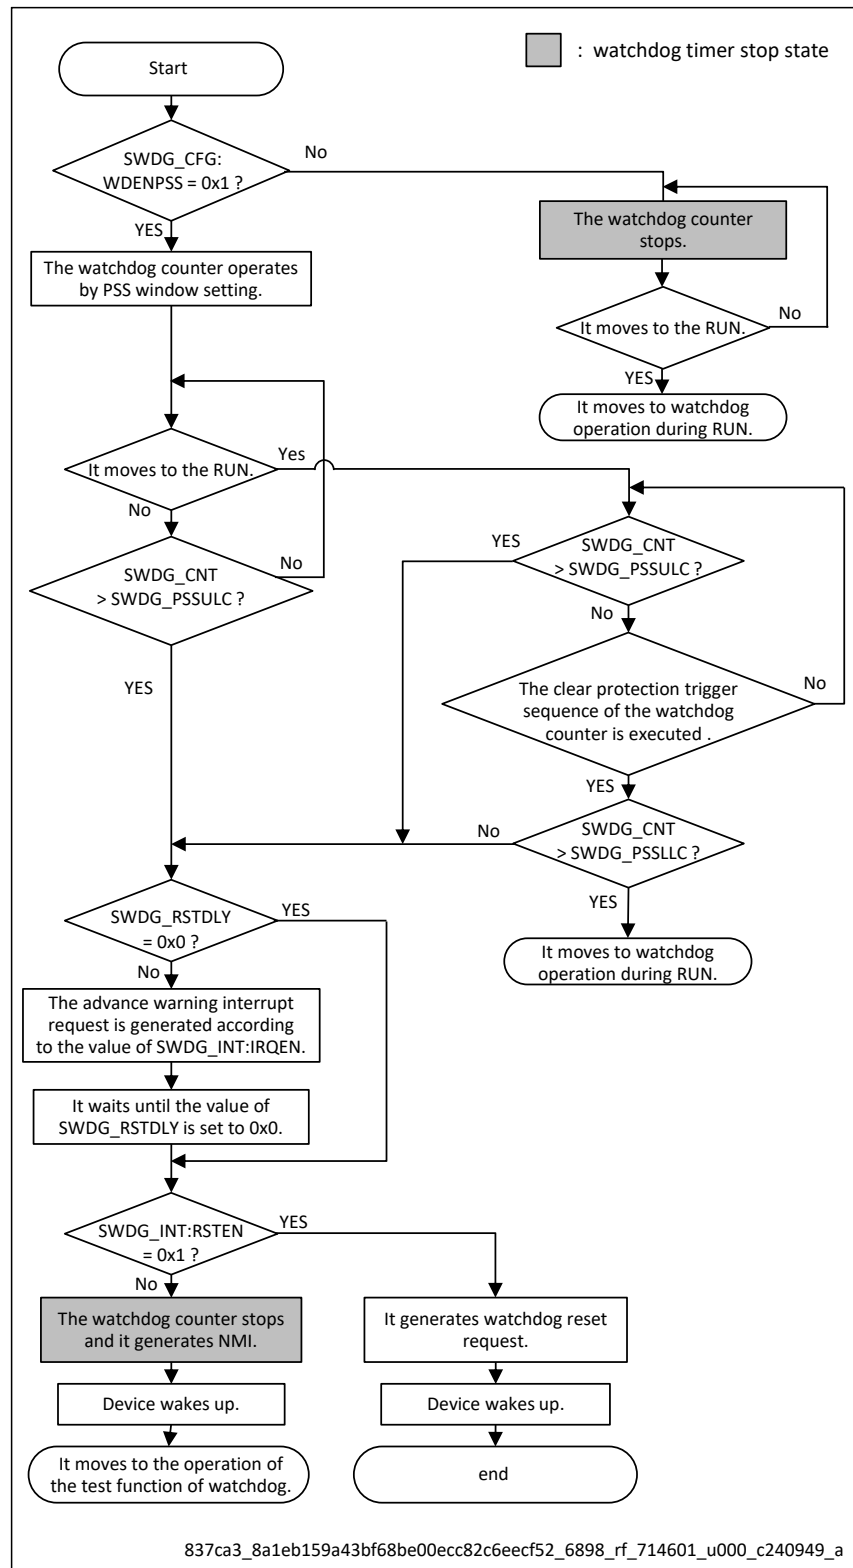 Start
: watchdog timer stop state
SWDG_CFG:
WDENPSS = 0x1 ?
No
YES
The watchdog counter
stops.
The watchdog counter operates
by PSS window setting.
It moves to the RUN.
No
YES
It moves to watchdog
operation during RUN.
It moves to the RUN.
Yes
No
SWDG_CNT
> SWDG_PSSULC ?
No
YES
SWDG_CNT
> SWDG_PSSULC ?
YES
No
The clear protection trigger
sequence of the watchdog
counter is executed .
No
YES
SWDG_CNT
> SWDG_PSSLLC ?
No
YES
It moves to watchdog
operation during RUN.
SWDG_RSTDLY
= 0x0 ?
YES
No
The advance warning interrupt
request is generated according
to the value of SWDG_INT:IRQEN.
It waits until the value of
SWDG_RSTDLY is set to 0x0.
SWDG_INT:RSTEN
= 0x1 ?
YES
No
The watchdog counter stops
and it generates NMI.
It generates watchdog reset
request.
Device wakes up.
Device wakes up.
It moves to the operation of
the test function of watchdog.
end
837ca3_8a1eb159a43bf68be00ecc82c6eecf52_6898_rf_714601_u000_c240949_a